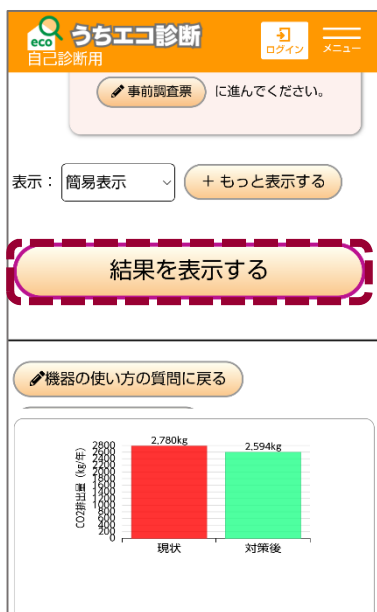 eco うちエコ診断
自己診断用
ログイン
メニュー
事前調査票 に進んでください。
表示： 簡易表示 + もっと表示する
結果を表示する
機器の使い方の質問に戻る
2,780kg
2,594kg
CO2排出量（kg/年）
2800
2600
2400
2200
2000
1800
1600
1400
1200
1000
800
600
400
200
0
現状 対策後